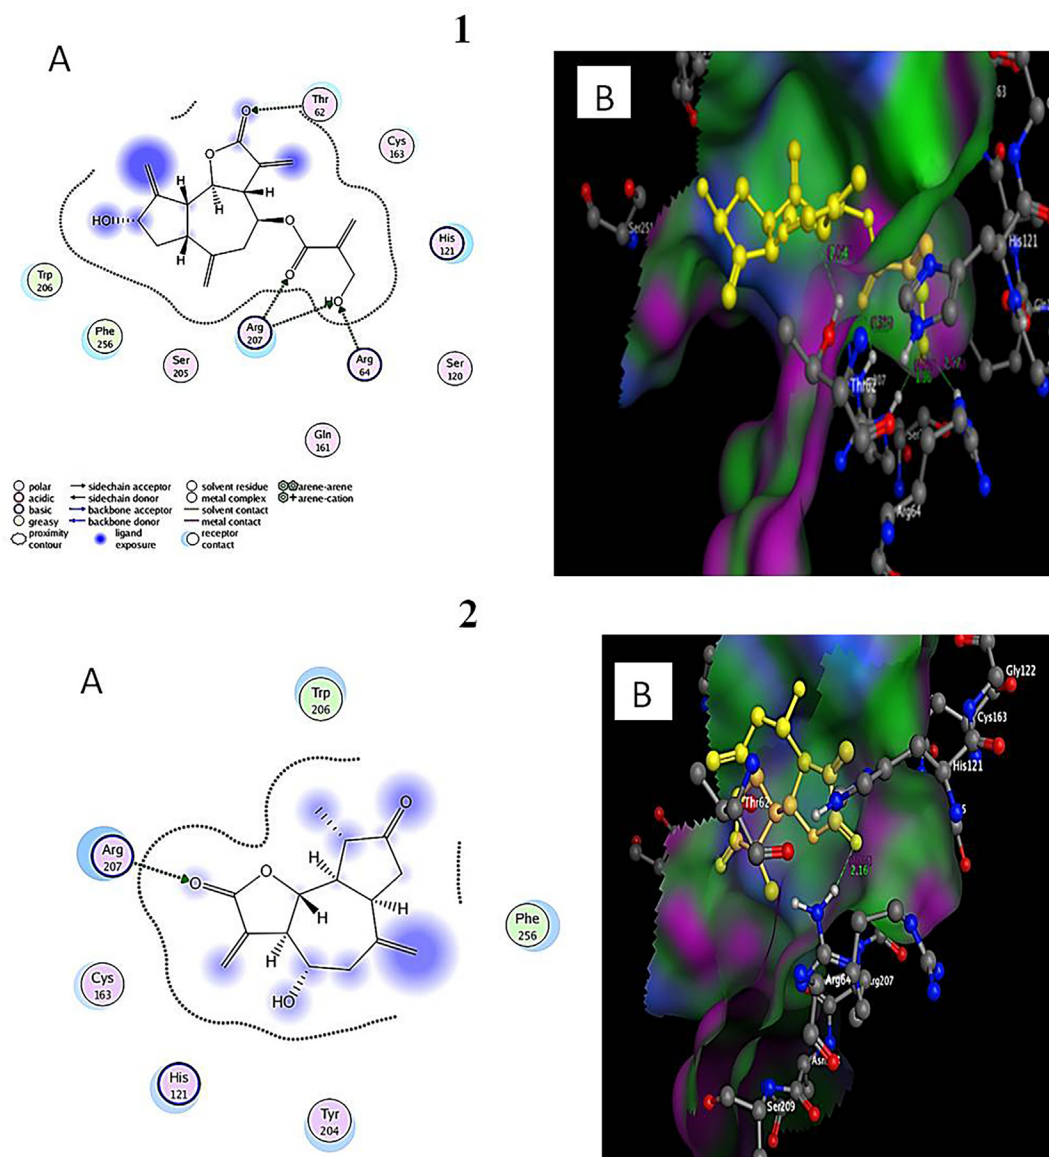 1
A
B
Thr
62
Cys
163
O
O
O
H
HO
H
H
O
O
HO
His
121
Trp
206
Phe
256
Ser
205
Arg
207
Arg
64
Ser
120
Gln
161
polar
acidic
basic
greasy
proximity
contour
sidechain acceptor
sidechain donor
backbone acceptor
backbone donor
ligand
exposure
solvent residue
metal complex
solvent contact
metal contact
receptor
contact
arene-arene
arene-cation
Ser251
His121
Thr62
Arg64
2
A
B
Trp
206
Arg
207
O
O
O
H
H
H
H
HO
Phe
256
Cys
163
His
121
Tyr
204
Gly122
Cys163
His121
Thr62
2.16
Arg64
Arg207
Ser209